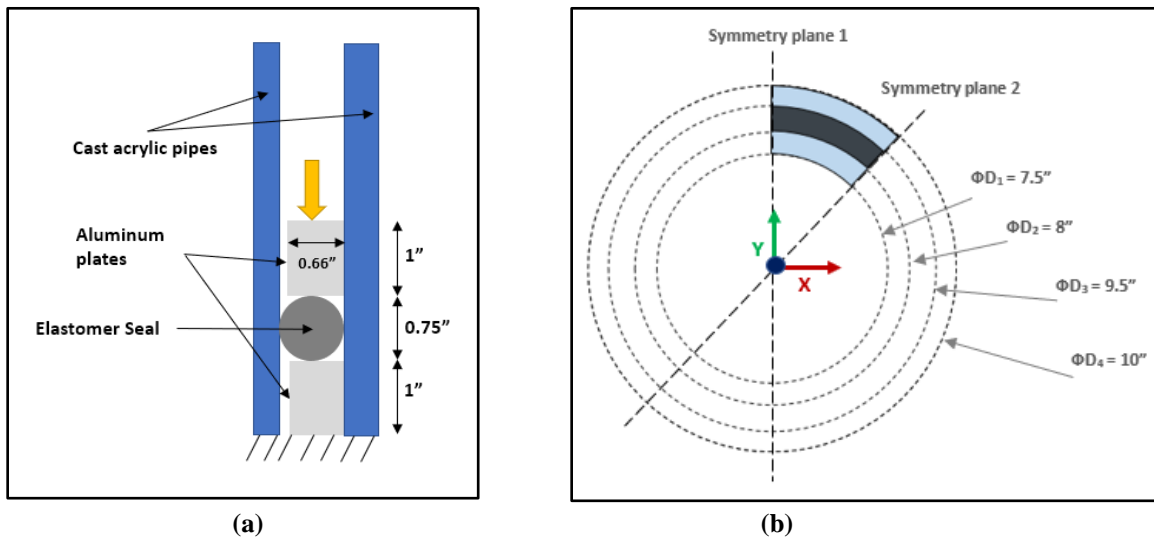 Cast acrylic pipes
Aluminum
plates
Elastomer Seal
0.66”
1”
0.75”
1”
(a)
Symmetry plane 1
Symmetry plane 2
ΦD₁ = 7.5”
ΦD₂ = 8”
ΦD₃ = 9.5”
ΦD₄ = 10”
Y
X
(b)